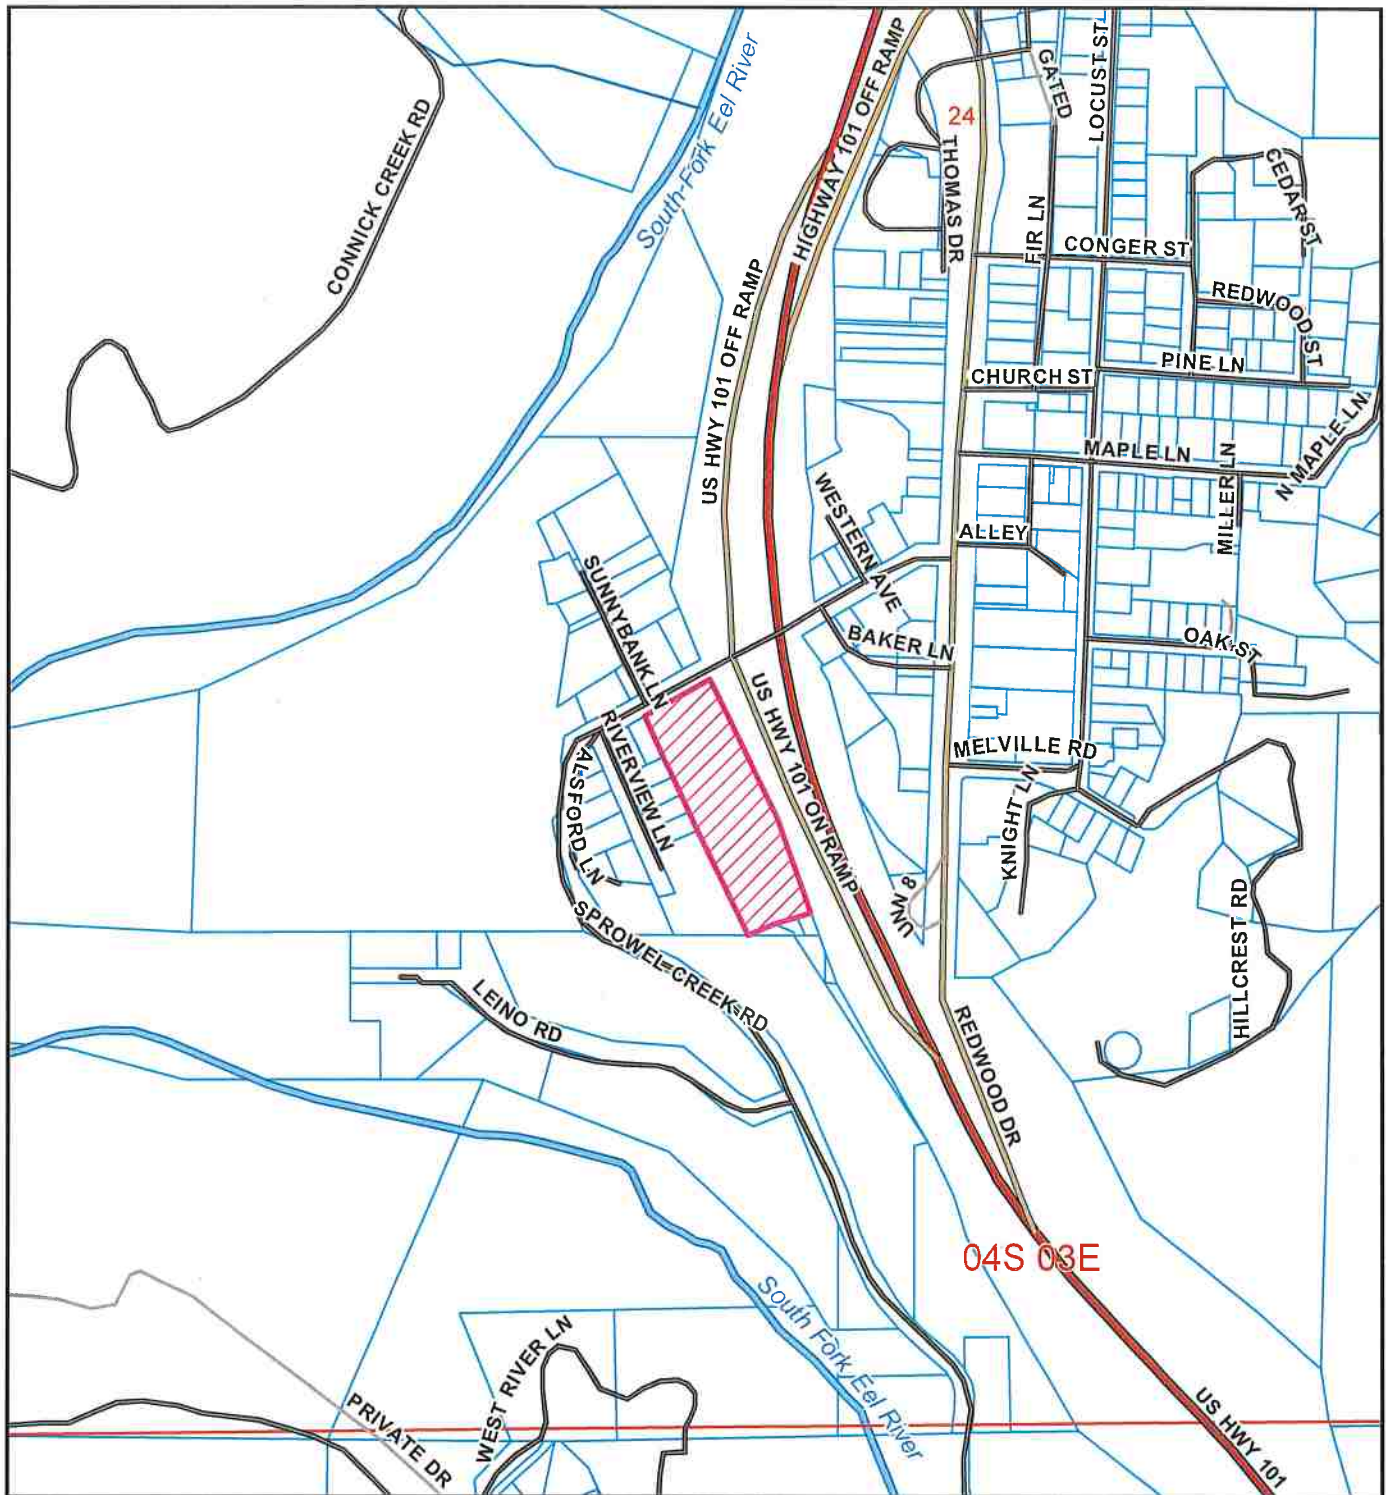 CONNICK CREEK RD
South Fork Eel River
HIGHWAY 101 OFF RAMP
US HWY 101 OFF RAMP
24
THOMAS DR
GATED
LOCUST ST
FIR LN
CONGER ST
CEDAR ST
REDWOOD ST
PINE LN
CHURCH ST
MAPLE LN
N MAPLE LN
MILLER LN
WESTERN AVE
ALLEY
SUNNYBANK LN
BAKER LN
OAK ST
US HWY 101 ON RAMP
RIVERVIEW LN
ALSFORD LN
MELVILLE RD
KNIGHT LN
UNW 8
HILLCREST RD
SPROWEL CREEK RD
LEINO RD
REDWOOD DR
04S 03E
South Fork Eel River
WEST RIVER LN
PRIVATE DR
US HWY 101